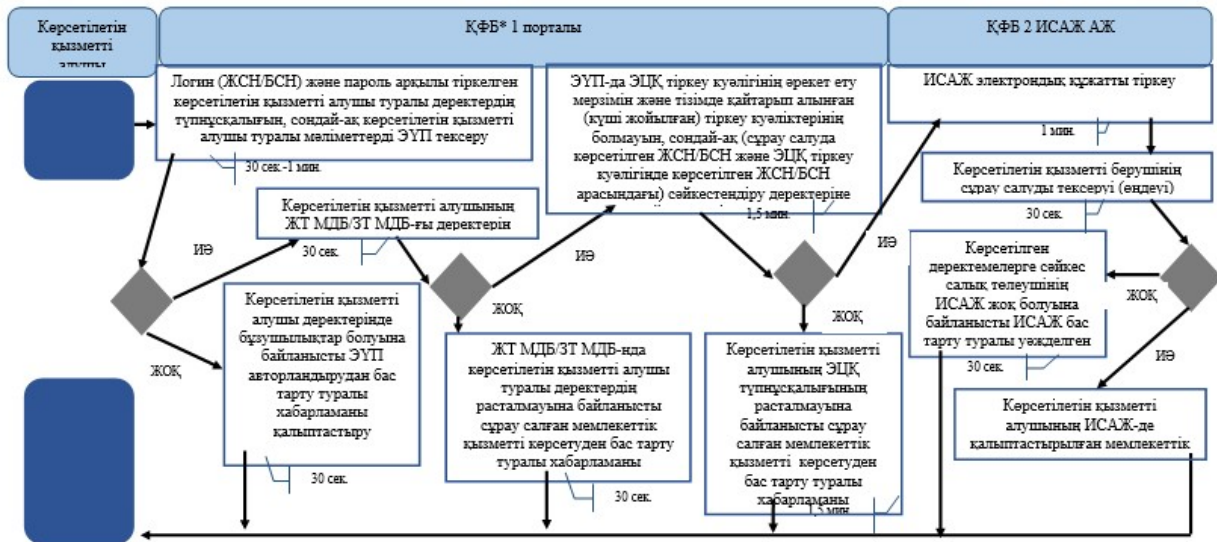 Көрсетілетін
қызметті
алушы
ҚФБ* 1 порталы
ҚФБ 2 ИСАЖ АЖ
Логин (ЖСН/БСН) және пароль арқылы тіркелген
көрсетілетін қызметті алушы туралы деректердің
түпнұсқалығын, сондай-ақ көрсетілетін қызметті
алушы туралы мәліметтерді ЭҮП тексеру
30 сек.-1 мин.
ЭҮП-да ЭЦҚ тіркеу куәлігінің әрекет ету
мерзімін және тізімде қайтарып алынған
(күші жойылған) тіркеу куәліктерінің
болмауын, сондай-ақ (сұрау салуда
көрсетілген ЖСН/БСН және ЭЦҚ тіркеу
куәлігінде көрсетілген ЖСН/БСН
арасындағы) сәйкестендіру деректеріне
1,5 мин.
ИСАЖ электрондық құжатты тіркеу
1 мин.
Көрсетілетін қызметті берушінің
сұрау салуды тексеруі (өңдеуі)
30 сек.
Көрсетілетін қызметті алушының
ЖТ МДБ/ЗТ МДБ-ғы деректерін
30 сек.
ИӘ
ИӘ
ИӘ
ЖОҚ
ЖОҚ
ЖОҚ
ЖОҚ
ИӘ
Көрсетілген
деректемелерге сәйкес
салық төлеушінің
ИСАЖ жоқ болуына
байланысты ИСАЖ бас
тарту туралы уәжделген
30 сек.
Көрсетілетін қызметті
алушы деректерінде
бұзушылықтар болуына
байланысты ЭҮП
авторландырудан бас
тарту туралы
хабарламаны
қалыптастыру
30 сек.
ЖТ МДБ/ЗТ МДБ-нда
көрсетілетін қызметті алушы
туралы деректердің
расталмауына байланысты
сұрау салған мемлекеттік
қызметті көрсетуден бас тарту
туралы хабарламаны
30 сек.
Көрсетілетін қызметті
алушының ЭЦҚ
түпнұсқалығының
расталмауына
байланысты сұрау
салған мемлекеттік
қызметті көрсетуден
бас тарту туралы
хабарламаны
1,5 мин.
Көрсетілетін қызметті
алушының ИСАЖ-де
қалыптастырылған мемлекеттік